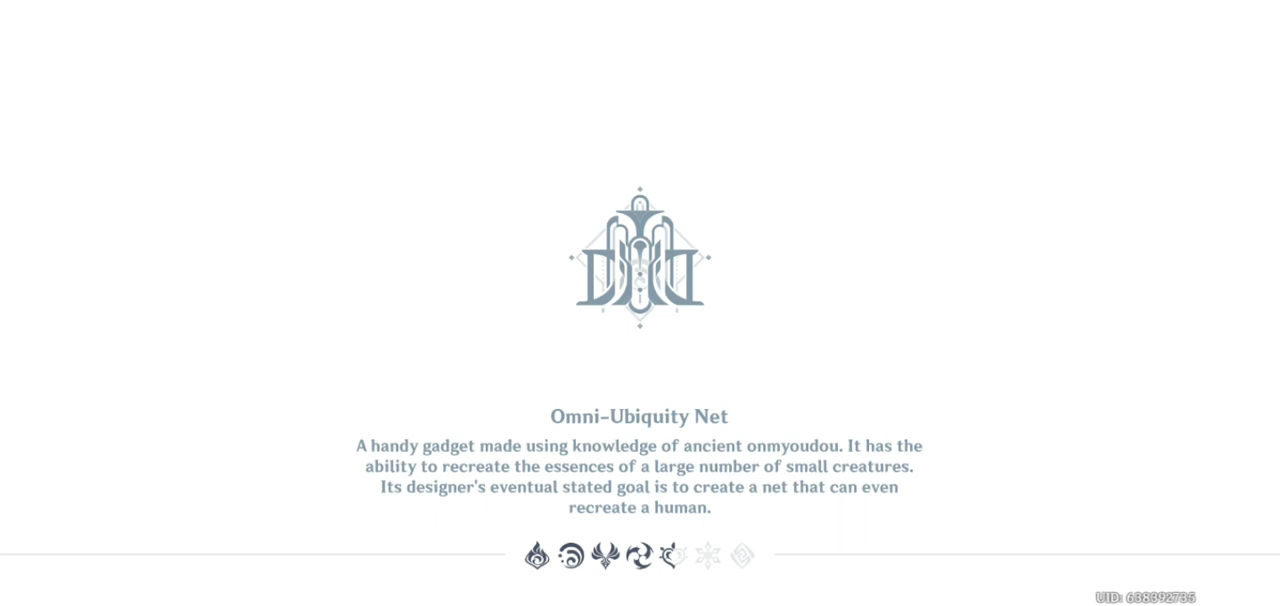 Omni-Ubiquity Net
A handy gadget made using knowledge of ancient onmyoudou. It has the
ability to recreate the essences of a large number of small creatures.
Its designer's eventual stated goal is to create a net that can even
recreate a human.
UID: 638392735